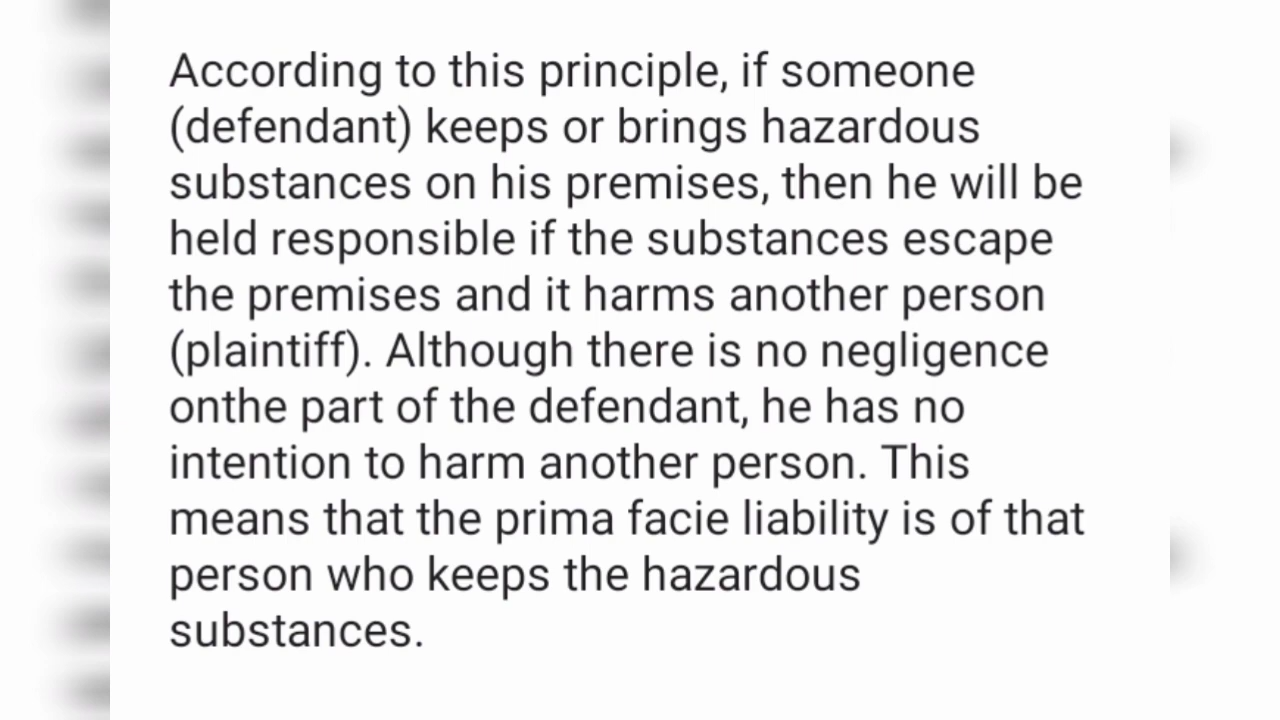 According to this principle, if someone
(defendant) keeps or brings hazardous
substances on his premises, then he will be
held responsible if the substances escape
the premises and it harms another person
(plaintiff). Although there is no negligence
onthe part of the defendant, he has no
intention to harm another person. This
means that the prima facie liability is of that
person who keeps the hazardous
substances.